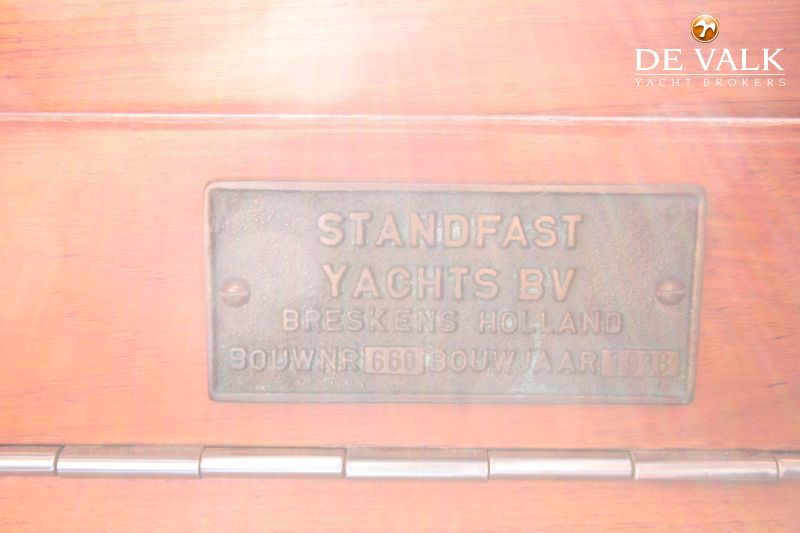 DE VALK
YACHT BROKERS
STANDFAST
YACHTS BV
BRESKENS HOLLAND
BOUWNR 660 BOUWJAAR 1998